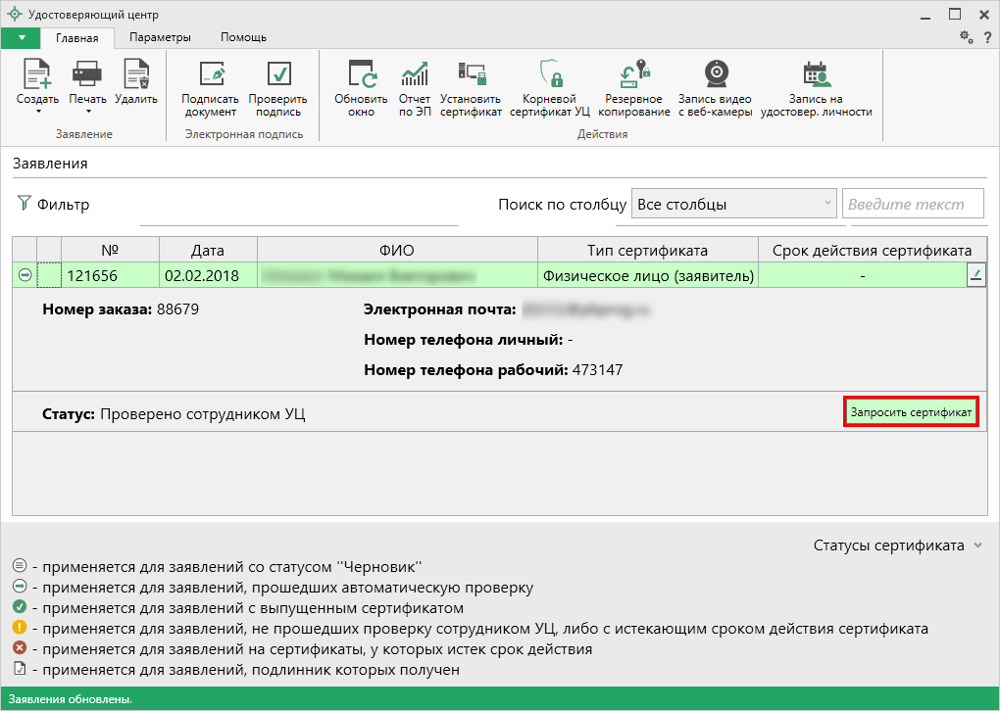 Удостоверяющий центр
Главная Параметры Помощь
?
Создать Печать Удалить Подписать Проверить Обновить Отчет Установить Корневой Резервное Запись видео Запись на
документ подпись окно по ЭП сертификат сертификат УЦ копирование с веб-камеры удостовер. личности
Заявление Электронная подпись Действия
Заявления
Фильтр Поиск по столбцу Все столбцы Введите текст
№ Дата ФИО Тип сертификата Срок действия сертификата
121656 02.02.2018 Физическое лицо (заявитель) -
Номер заказа: 88679 Электронная почта:
Номер телефона личный: -
Номер телефона рабочий: 473147
Статус: Проверено сотрудником УЦ Запросить сертификат
Статусы сертификата
- применяется для заявлений со статусом ''Черновик''
- применяется для заявлений, прошедших автоматическую проверку
- применяется для заявлений с выпущенным сертификатом
- применяется для заявлений, не прошедших проверку сотрудником УЦ, либо с истекающим сроком действия сертификата
- применяется для заявлений на сертификаты, у которых истек срок действия
- применяется для заявлений, подлинник которых получен
Заявления обновлены.